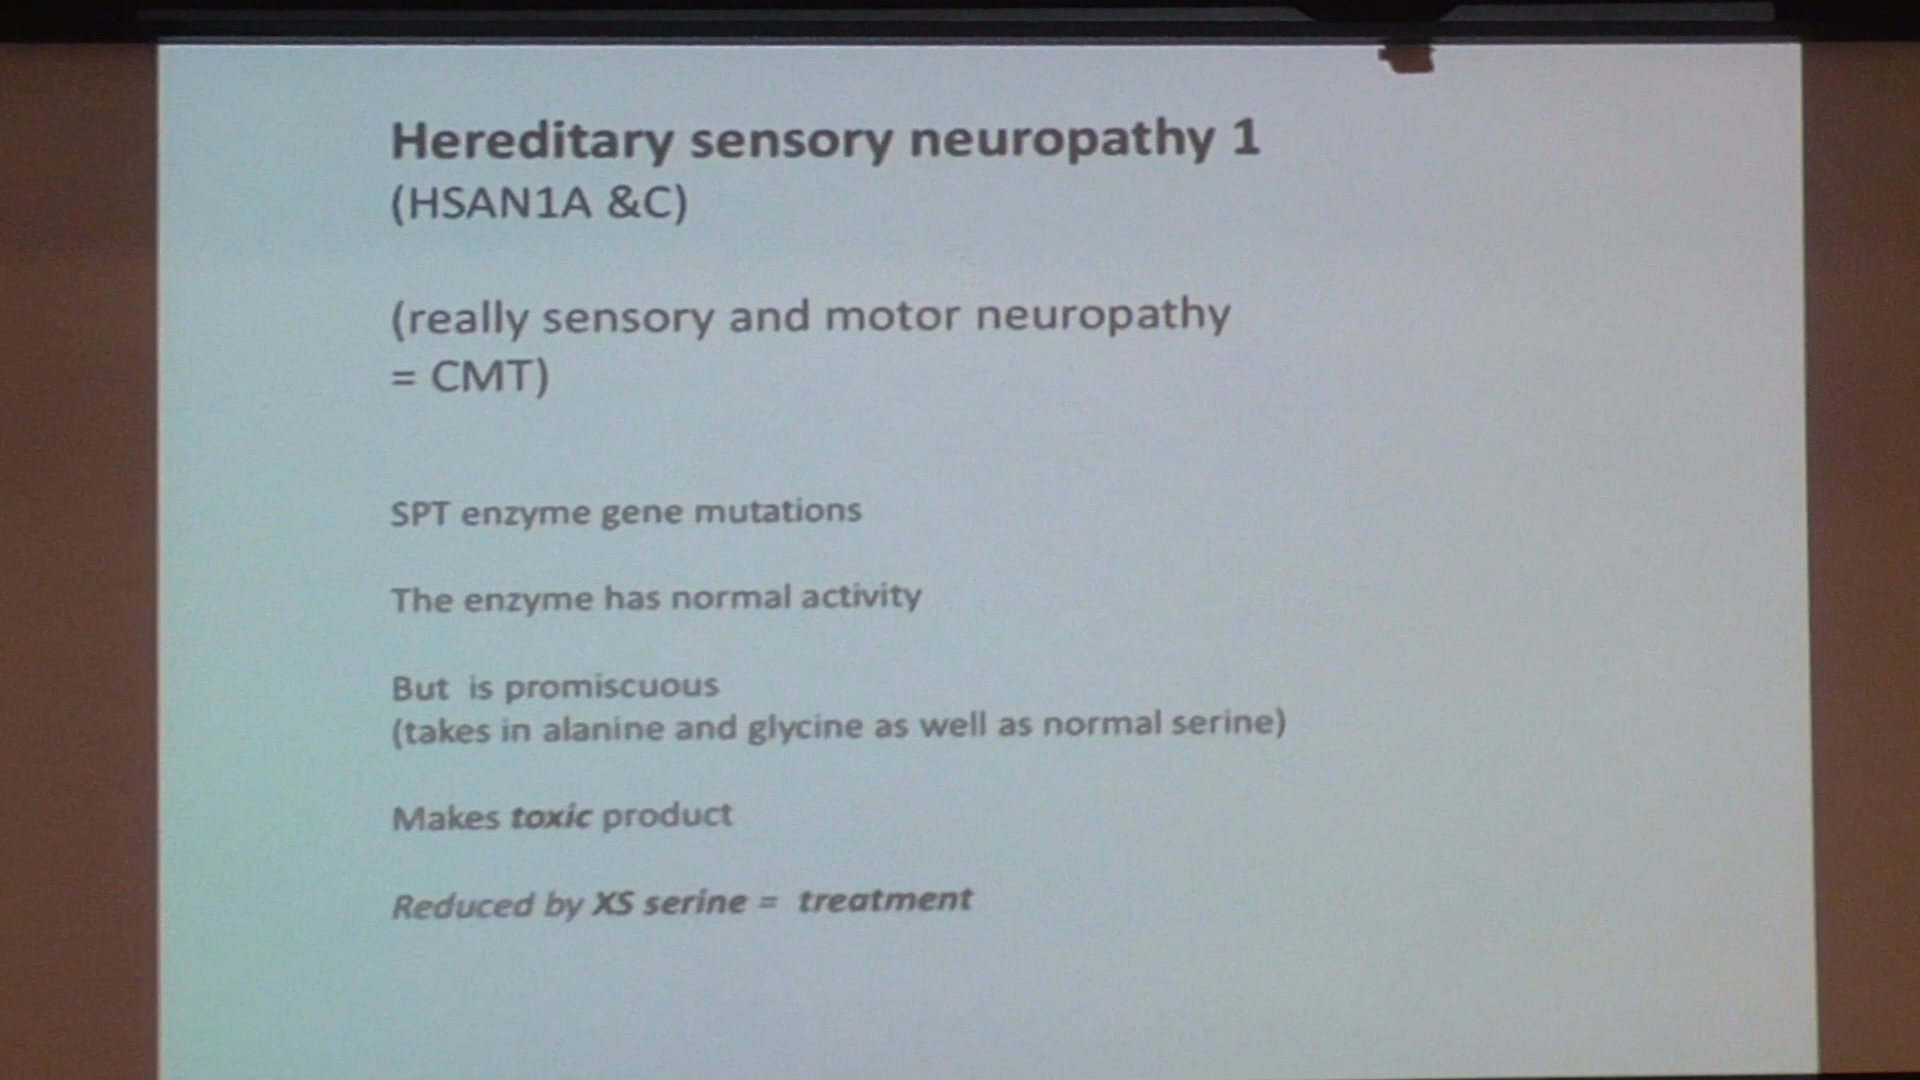 Hereditary sensory neuropathy 1
(HSAN1A &C)
(really sensory and motor neuropathy
= CMT)
SPT enzyme gene mutations
The enzyme has normal activity
But is promiscuous
(takes in alanine and glycine as well as normal serine)
Makes toxic product
Reduced by XS serine = treatment